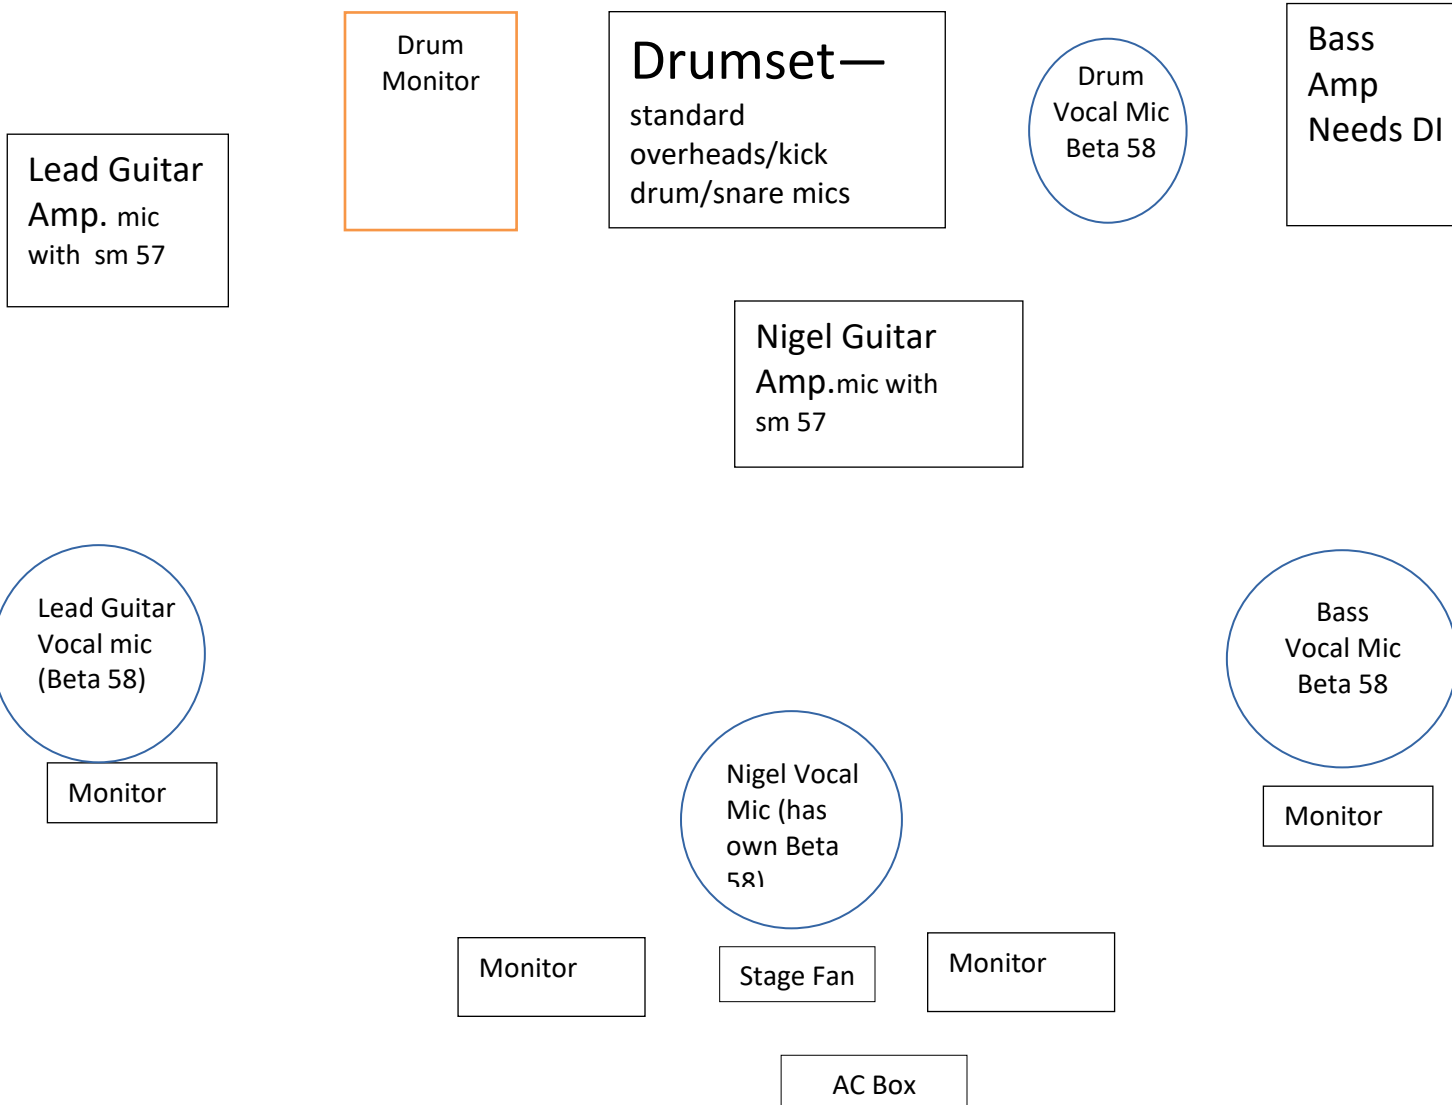 Drum
Monitor
Drumset—
standard
overheads/kick
drum/snare mics
Drum
Vocal Mic
Beta 58
Bass
Amp
Needs DI
Lead Guitar
Amp. mic
with  sm 57
Nigel Guitar
Amp.mic with
sm 57
Lead Guitar
Vocal mic
(Beta 58)
Monitor
Bass
Vocal Mic
Beta 58
Monitor
Nigel Vocal
Mic (has
own Beta
58)
Monitor
Stage Fan
Monitor
AC Box